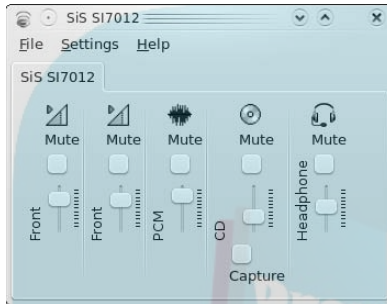 SiS SI7012
File Settings Help
SiS SI7012
Mute Mute Mute Mute Mute
Front Front PCM CD Headphone
Capture